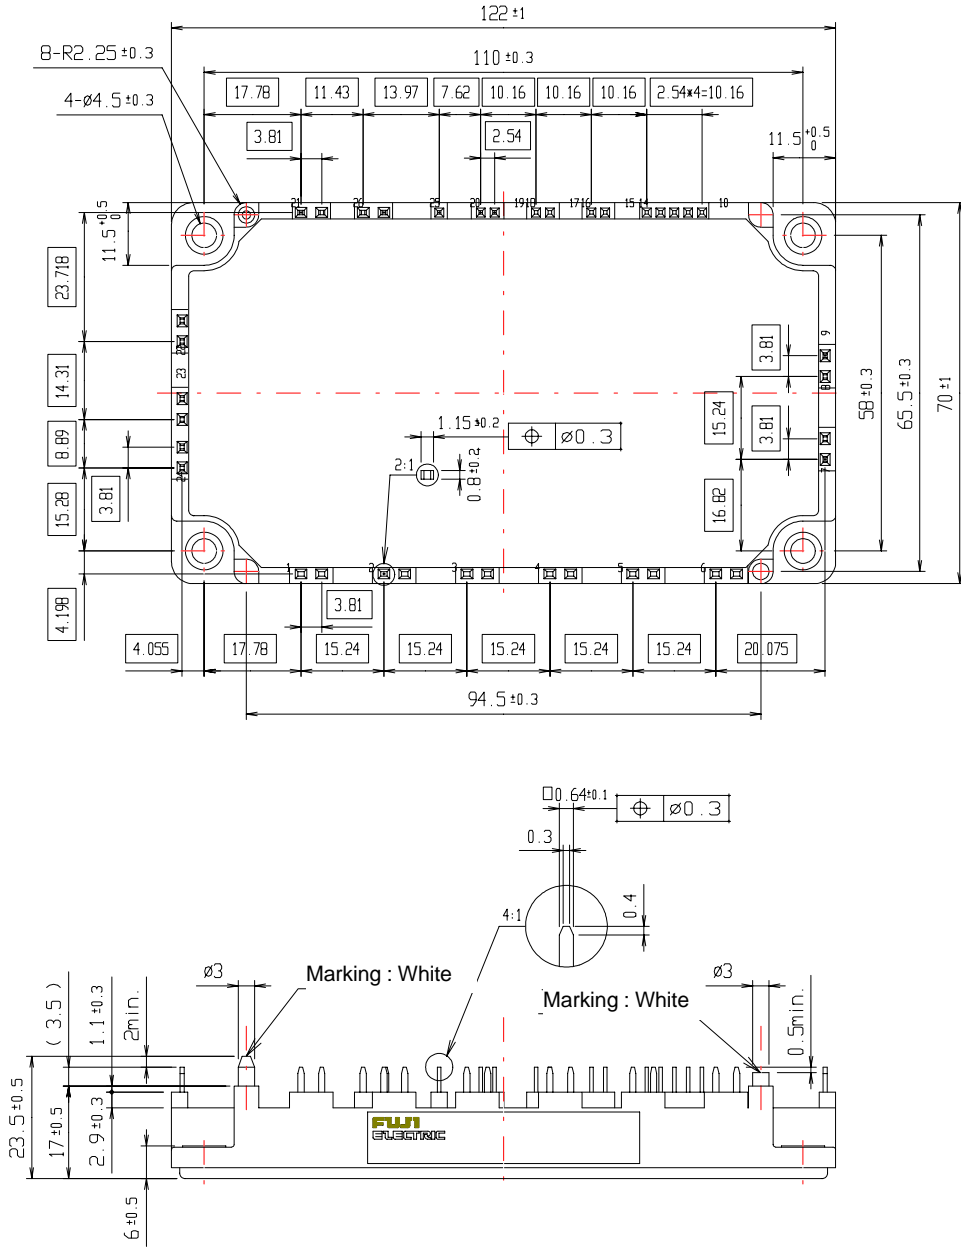 122 ±1
8-R2.25 ±0.3
110 ±0.3
17.78 11.43 13.97 7.62 10.16 10.16 10.16 2.54×4=10.16
4-ø4.5 ±0.3
3.81
2.54
11.5 +0.5 0
21 26 25 20 19 18 17 16 15 14 10
11.5 +0.5 0
23.718
14.31
8.89
15.28
4.198
3.81
23
9
8
7
3.81
15.24
3.81
16.82
58 ±0.3
65.5 ±0.3
70 ±1
1.15 ±0.2
⌖ ø0.3
2:1
0.8 ±0.2
1 2 3 4 5 6
3.81
4.055 17.78 15.24 15.24 15.24 15.24 15.24 20.075
94.5 ±0.3
□0.64 ±0.1
⌖ ø0.3
0.3
0.4
4:1
ø3
Marking : White
ø3
Marking : White
( 3.5 )
1.1 ±0.3
2min.
0.5min.
23.5 ±0.5
17 ±0.5
2.9 ±0.3
6 ±0.5
FUJI
ELECTRIC